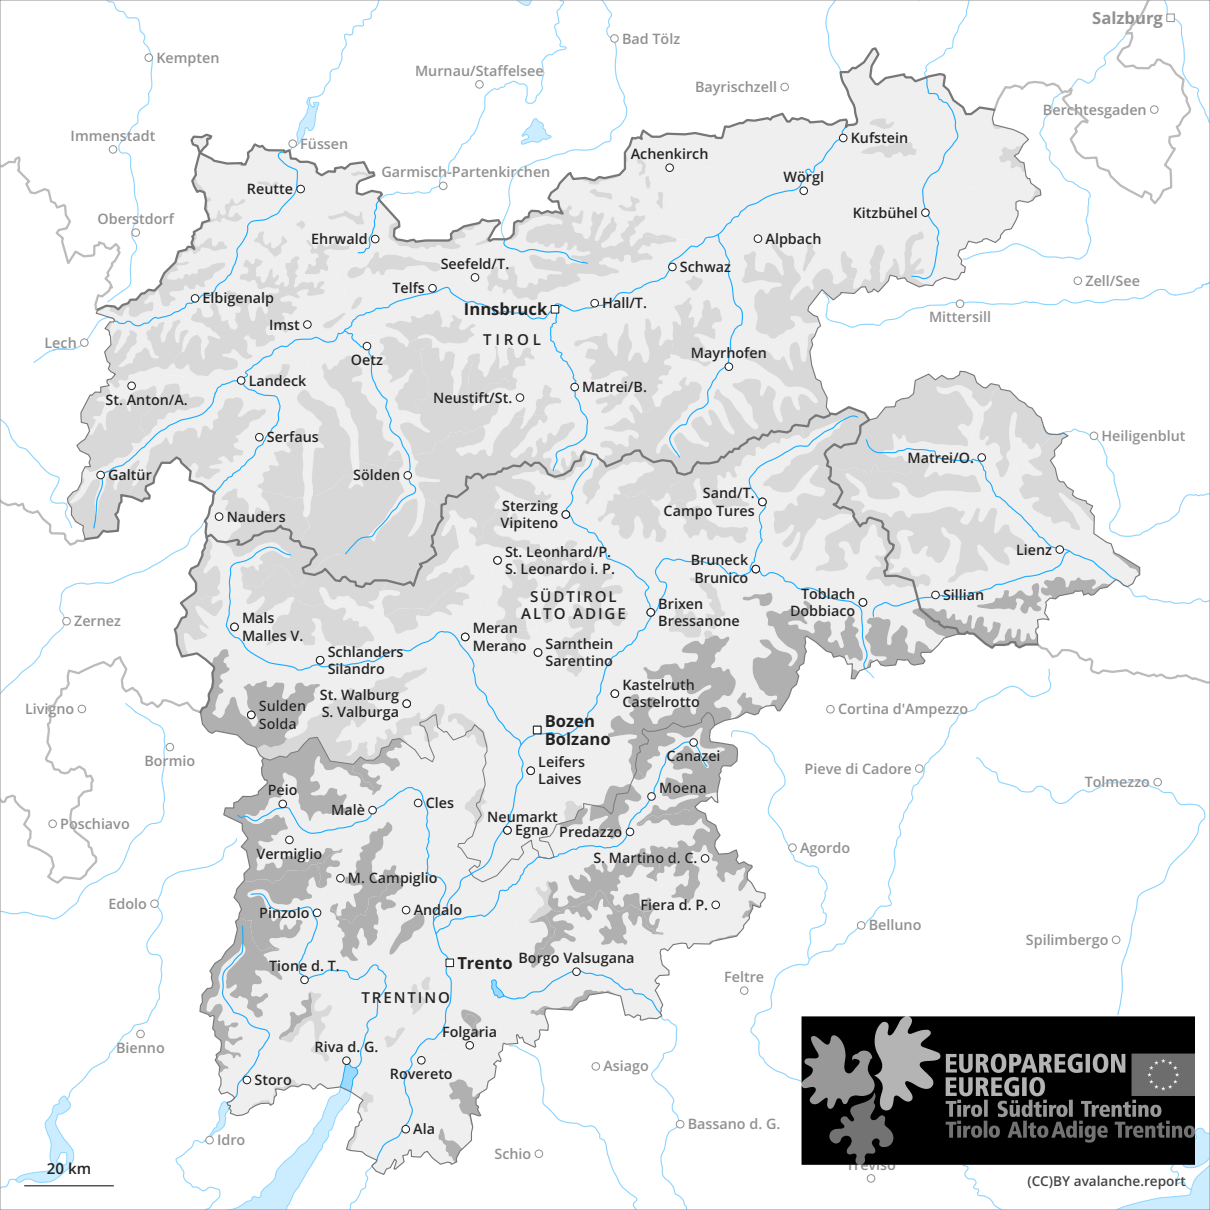 Salzburg
Kempten
Bad Tölz
Murnau/Staffelsee
Bayrischzell
Berchtesgaden
Immenstadt
Füssen
Kufstein
Achenkirch
Garmisch-Partenkirchen
Wörgl
Reutte
Oberstdorf
Kitzbühel
Ehrwald
Alpbach
Seefeld/T.
Schwaz
Zell/See
Telfs
Elbigenalp
Innsbruck
Hall/T.
Mittersill
Imst
TIROL
Lech
Oetz
Mayrhofen
Landeck
Matrei/B.
St. Anton/A.
Neustift/St.
Serfaus
Heiligenblut
Matrei/O.
Galtür
Sölden
Sand/T.
Campo Tures
Sterzing
Vipiteno
Nauders
Lienz
St. Leonhard/P.
S. Leonardo i. P.
Bruneck
Brunico
SÜDTIROL
ALTO ADIGE
Toblach
Dobbiaco
Sillian
Brixen
Bressanone
Zernez
Mals
Malles V.
Meran
Merano
Sarnthein
Sarentino
Schlanders
Silandro
Kastelruth
Castelrotto
St. Walburg
S. Valburga
Livigno
Sulden
Solda
Cortina d'Ampezzo
Bozen
Bolzano
Bormio
Canazei
Leifers
Laives
Pieve di Cadore
Tolmezzo
Peio
Moena
Malè
Cles
Neumarkt
Egna
Predazzo
Poschiavo
Vermiglio
S. Martino d. C.
Agordo
M. Campiglio
Edolo
Pinzolo
Andalo
Fiera d. P.
Belluno
Spilimbergo
Trento
Borgo Valsugana
Tione d. T.
Feltre
TRENTINO
Folgaria
Bienno
Riva d. G.
Rovereto
Asiago
Storo
EUROPAREGION
EUREGIO
Tirol Südtirol Trentino
Tirolo Alto Adige Trentino
Ala
Bassano d. G.
Idro
Schio
Treviso
20 km
(CC)BY avalanche.report